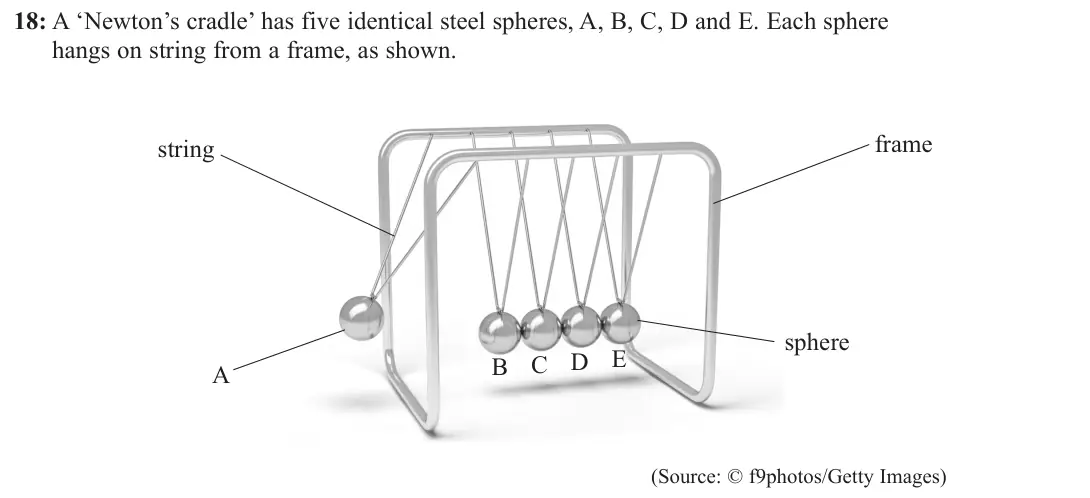 18: A ‘Newton’s cradle’ has five identical steel spheres, A, B, C, D and E. Each sphere
hangs on string from a frame, as shown.
string
frame
sphere
A
B C D E
(Source: © f9photos/Getty Images)